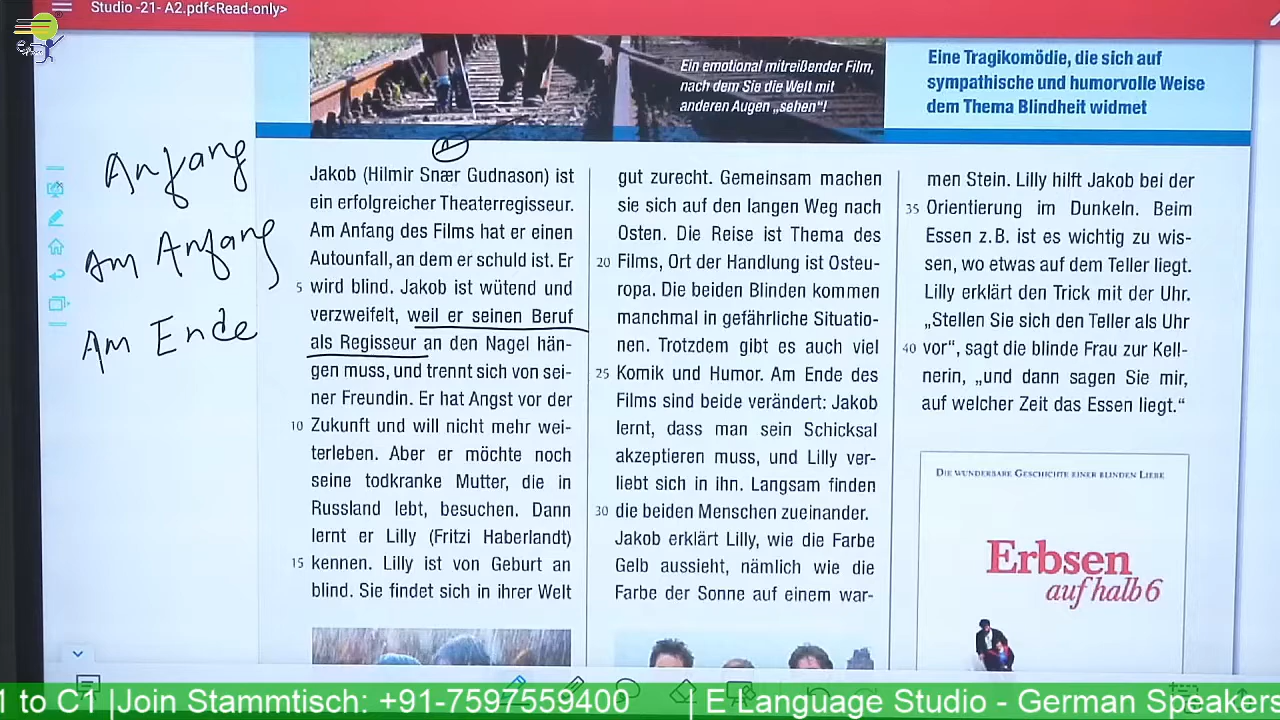 Studio -21- A2.pdf<Read-only>
Ein emotional mitreißender Film,
nach dem Sie die Welt mit
anderen Augen „sehen“!
Eine Tragikomödie, die sich auf
sympathische und humorvolle Weise
dem Thema Blindheit widmet
Anfang
Am Anfang
Am Ende
Jakob (Hilmir Snær Gudnason) ist
ein erfolgreicher Theaterregisseur.
Am Anfang des Films hat er einen
Autounfall, an dem er schuld ist. Er
5 wird blind. Jakob ist wütend und
verzweifelt, weil er seinen Beruf
als Regisseur an den Nagel hän-
gen muss, und trennt sich von sei-
ner Freundin. Er hat Angst vor der
10 Zukunft und will nicht mehr wei-
terleben. Aber er möchte noch
seine todkranke Mutter, die in
Russland lebt, besuchen. Dann
lernt er Lilly (Fritzi Haberlandt)
15 kennen. Lilly ist von Geburt an
blind. Sie findet sich in ihrer Welt
gut zurecht. Gemeinsam machen
sie sich auf den langen Weg nach
Osten. Die Reise ist Thema des
20 Films, Ort der Handlung ist Osteu-
ropa. Die beiden Blinden kommen
manchmal in gefährliche Situatio-
nen. Trotzdem gibt es auch viel
25 Komik und Humor. Am Ende des
Films sind beide verändert: Jakob
lernt, dass man sein Schicksal
akzeptieren muss, und Lilly ver-
liebt sich in ihn. Langsam finden
30 die beiden Menschen zueinander.
Jakob erklärt Lilly, wie die Farbe
Gelb aussieht, nämlich wie die
Farbe der Sonne auf einem war-
men Stein. Lilly hilft Jakob bei der
35 Orientierung im Dunkeln. Beim
Essen z.B. ist es wichtig zu wis-
sen, wo etwas auf dem Teller liegt.
Lilly erklärt den Trick mit der Uhr.
„Stellen Sie sich den Teller als Uhr
40 vor“, sagt die blinde Frau zur Kell-
nerin, „und dann sagen Sie mir,
auf welcher Zeit das Essen liegt.“
Die wunderbare Geschichte einer blinden Liebe
Erbsen
auf halb 6
1 to C1 |Join Stammtisch: +91-7597559400 | E Language Studio - German Speakers